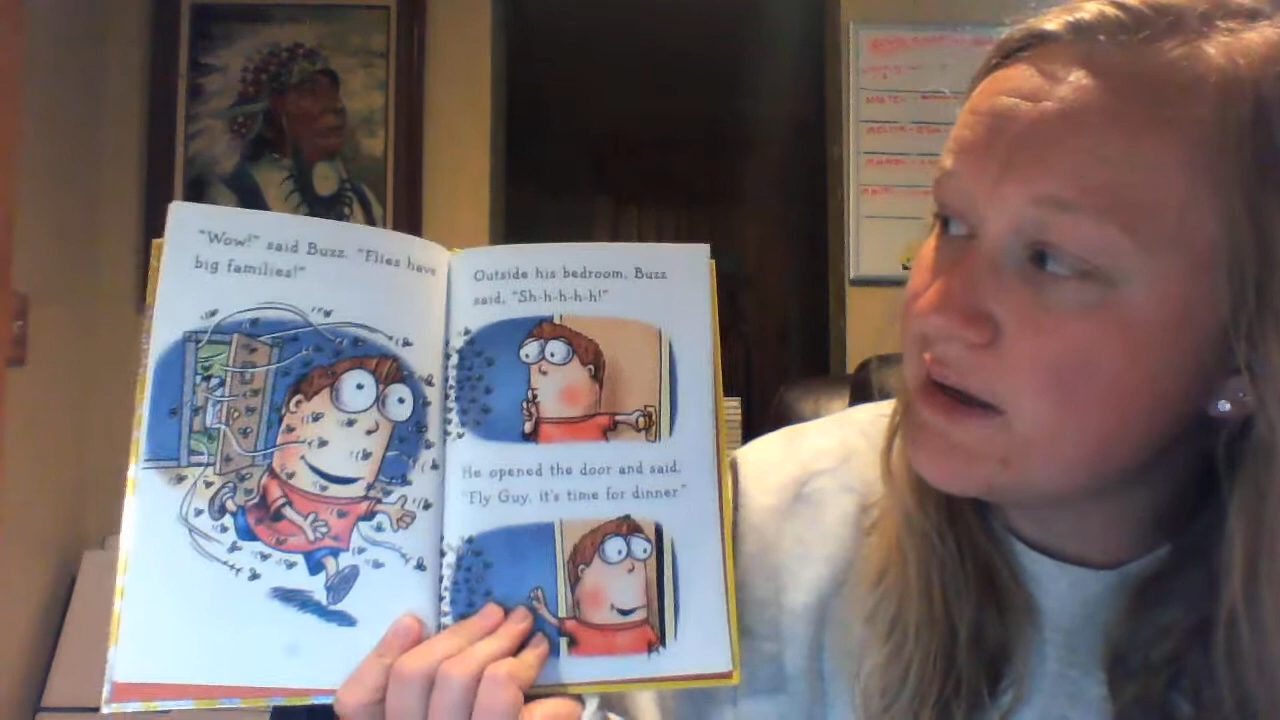 "Wow!" said Buzz. "Flies have
big families!"
Outside his bedroom, Buzz
said, "Sh-h-h-h-h!"
He opened the door and said,
"Fly Guy, it's time for dinner"